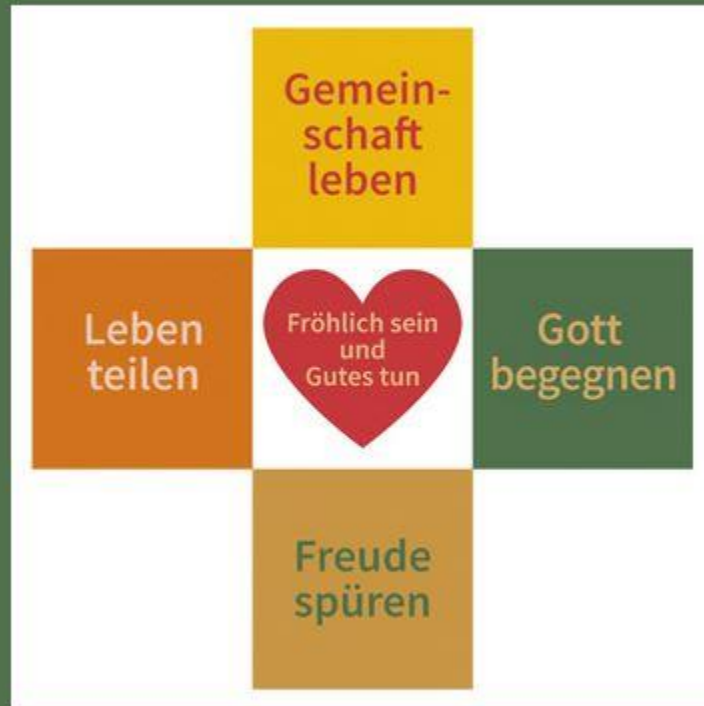 Gemein-
schaft
leben
Leben
teilen
Fröhlich sein
und
Gutes tun
Gott
begegnen
Freude
spüren